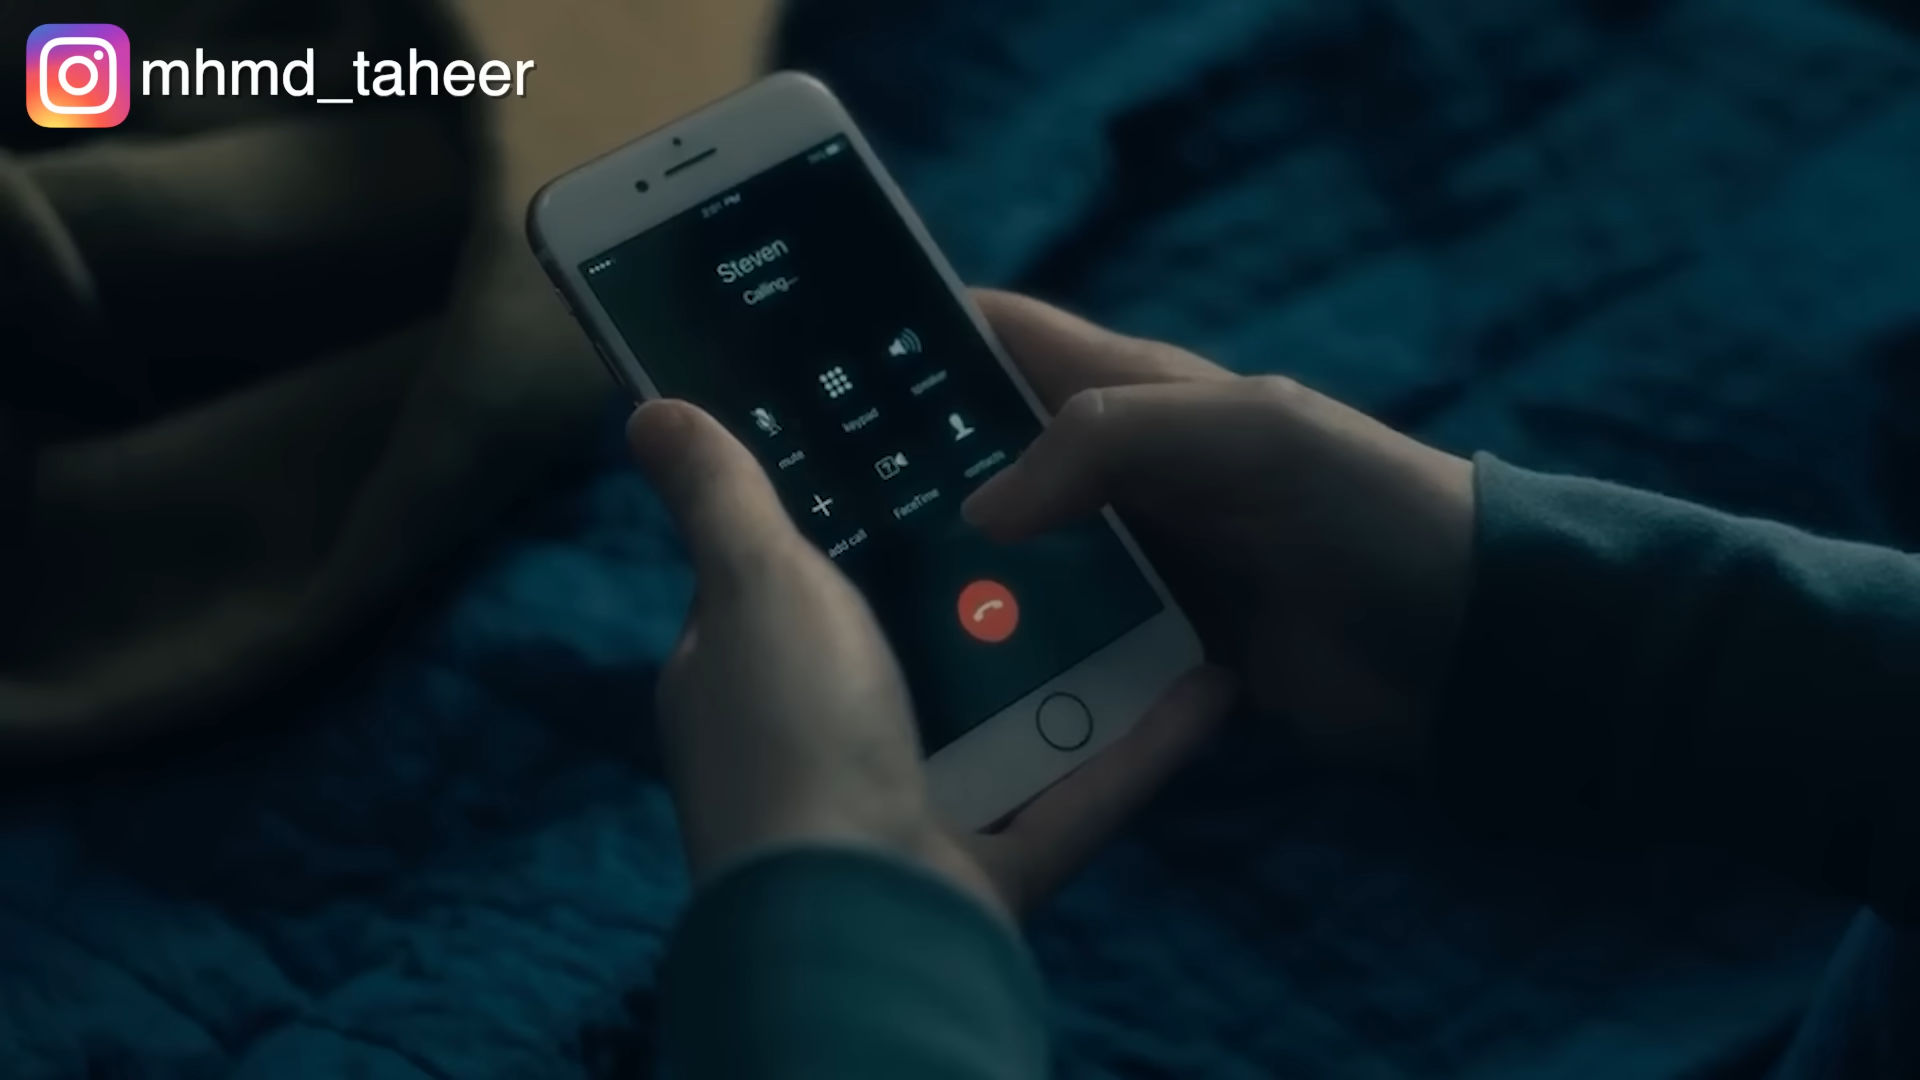 mhmd_taheer
Steven
Calling...
mute
keypad
speaker
add call
FaceTime
contacts